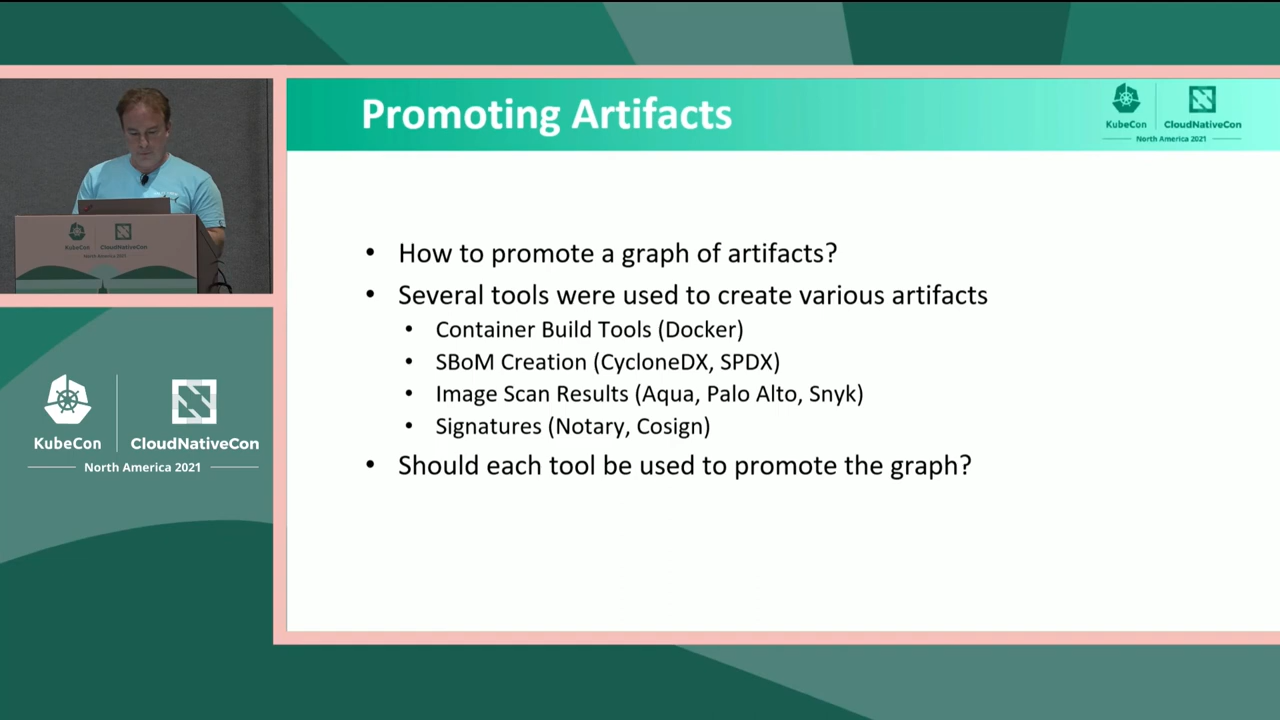 Promoting Artifacts
KubeCon
CloudNativeCon
North America 2021
KubeCon
CloudNativeCon
• How to promote a graph of artifacts?
• Several tools were used to create various artifacts
• Container Build Tools (Docker)
• SBoM Creation (CycloneDX, SPDX)
• Image Scan Results (Aqua, Palo Alto, Snyk)
• Signatures (Notary, Cosign)
• Should each tool be used to promote the graph?
KubeCon
CloudNativeCon
North America 2021